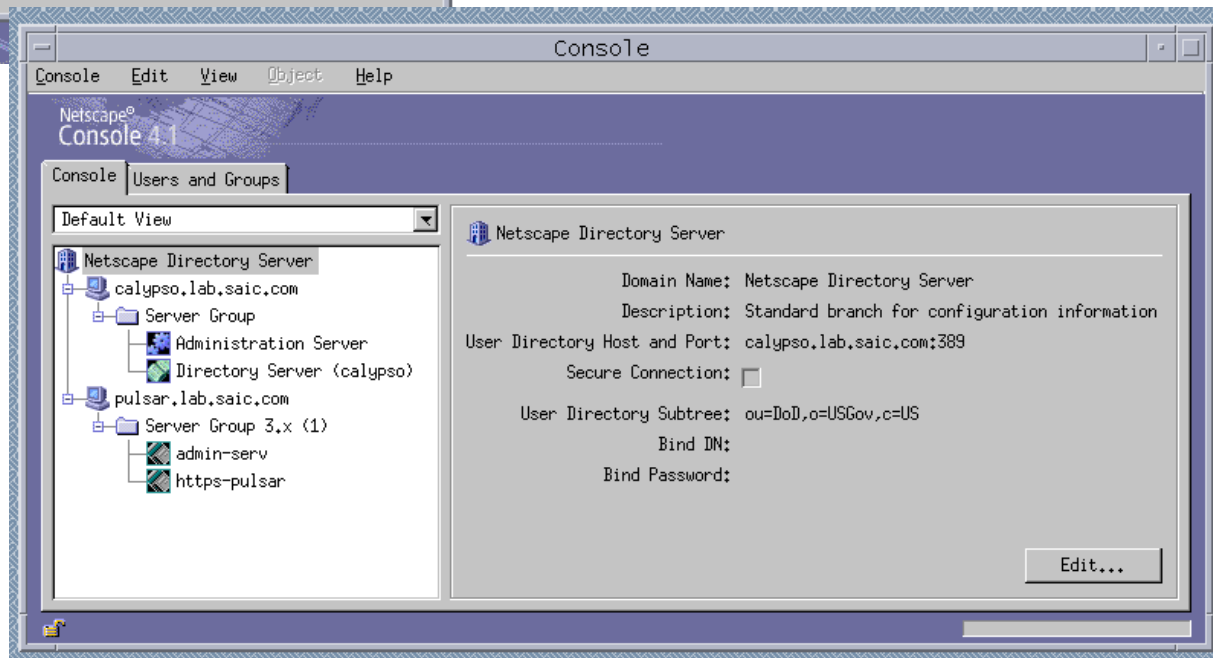 Console
Console Edit View Object Help
Netscape®
Console 4.1
Console Users and Groups
Default View
Netscape Directory Server
calypso.lab.saic.com
Server Group
Administration Server
Directory Server (calypso)
pulsar.lab.saic.com
Server Group 3.x (1)
admin-serv
https-pulsar
Netscape Directory Server
Domain Name: Netscape Directory Server
Description: Standard branch for configuration information
User Directory Host and Port: calypso.lab.saic.com:389
Secure Connection:
User Directory Subtree: ou=DoD,o=USGov,c=US
Bind DN:
Bind Password:
Edit...